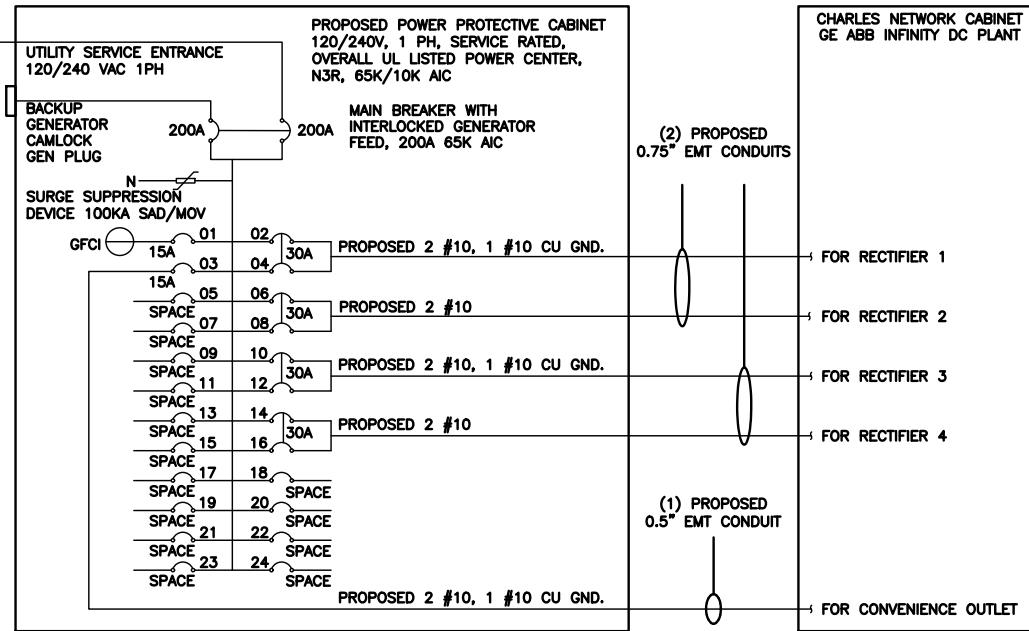 PROPOSED POWER PROTECTIVE CABINET
120/240V, 1 PH, SERVICE RATED,
OVERALL UL LISTED POWER CENTER,
N3R, 65K/10K AIC
CHARLES NETWORK CABINET
GE ABB INFINITY DC PLANT
UTILITY SERVICE ENTRANCE
120/240 VAC 1PH
BACKUP
GENERATOR
CAMLOCK
GEN PLUG
200A
200A
MAIN BREAKER WITH
INTERLOCKED GENERATOR
FEED, 200A 65K AIC
(2) PROPOSED
0.75" EMT CONDUITS
N
SURGE SUPPRESSION
DEVICE 100KA SAD/MOV
GFCI
15A
01
02
30A
PROPOSED 2 #10, 1 #10 CU GND.
FOR RECTIFIER 1
15A
03
04
SPACE
05
06
30A
PROPOSED 2 #10
FOR RECTIFIER 2
SPACE
07
08
SPACE
09
10
30A
PROPOSED 2 #10, 1 #10 CU GND.
FOR RECTIFIER 3
SPACE
11
12
SPACE
13
14
30A
PROPOSED 2 #10
FOR RECTIFIER 4
SPACE
15
16
SPACE
17
18
SPACE
SPACE
19
20
SPACE
SPACE
21
22
SPACE
SPACE
23
24
SPACE
(1) PROPOSED
0.5" EMT CONDUIT
PROPOSED 2 #10, 1 #10 CU GND.
FOR CONVENIENCE OUTLET